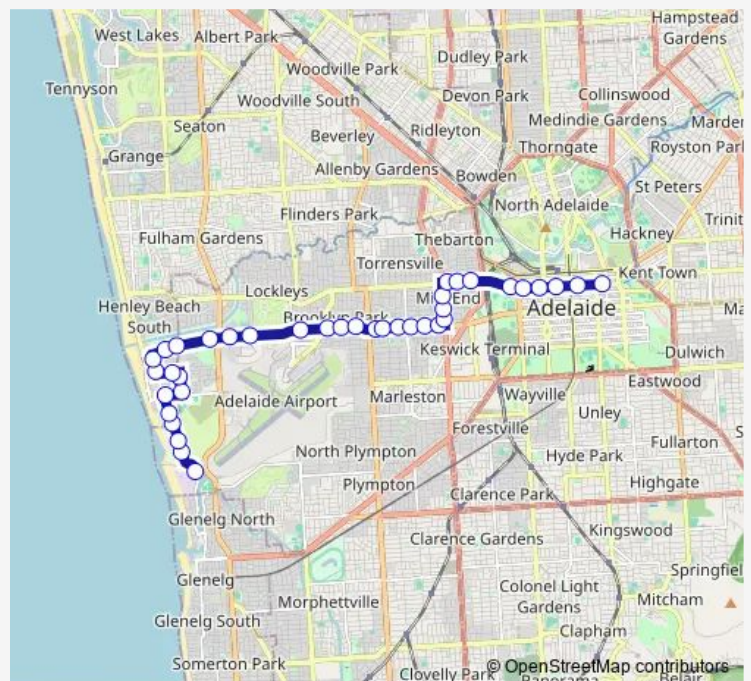 Hampstead
Gardens
West Lakes
Albert Park
Dudley Park
Woodville Park
Tennyson
Devon Park
Collinswood
Woodville South
Medindie Gardens
Seaton
Beverley
Ridleyton
Thorngate
Royston Park
Grange
Allenby Gardens
Bowden
St Peters
North Adelaide
Flinders Park
Hackney
Fulham Gardens
Thebarton
Torrensville
Kent Town
Lockleys
Mile End
Henley Beach
South
Brooklyn Park
Adelaide
Keswick Terminal
Dulwich
Eastwood
Adelaide Airport
Marleston
Wayville
Unley
Forestville
Fullarton
North Plympton
Hyde Park
Plympton
Highgate
Clarence Park
Glenelg North
Kingswood
Clarence Gardens
Springfiel
Glenelg
Colonel Light
Gardens
Morphettville
Mitcham
Glenelg South
Clapham
Somerton Park
Clovelly Park
© OpenStreetMap contributors